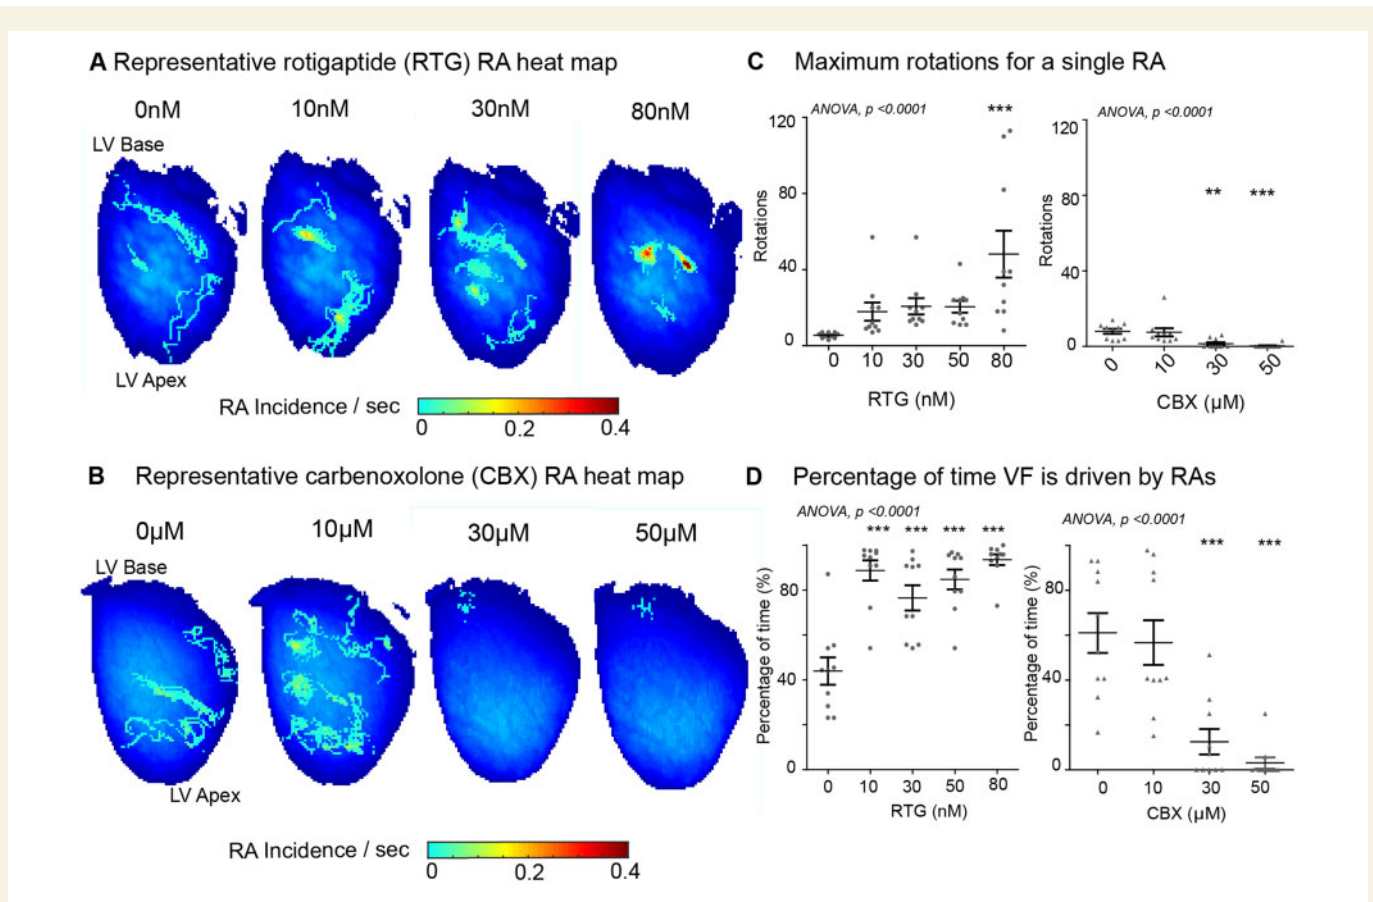 A Representative rotigaptide (RTG) RA heat map
0nM 10nM 30nM 80nM
LV Base
LV Apex
RA Incidence / sec
0 0.2 0.4
B Representative carbenoxolone (CBX) RA heat map
0µM 10µM 30µM 50µM
LV Base
LV Apex
RA Incidence / sec
0 0.2 0.4
C Maximum rotations for a single RA
ANOVA, p <0.0001
***
Rotations
120
80
40
0
0 10 30 50 80
RTG (nM)
ANOVA, p <0.0001
** ***
Rotations
120
80
40
0
0 10 30 50
CBX (µM)
D Percentage of time VF is driven by RAs
ANOVA, p <0.0001
*** *** *** ***
Percentage of time (%)
80
40
0
0 10 30 50 80
RTG (nM)
ANOVA, p <0.0001
*** ***
Percentage of time (%)
80
40
0
0 10 30 50
CBX (µM)